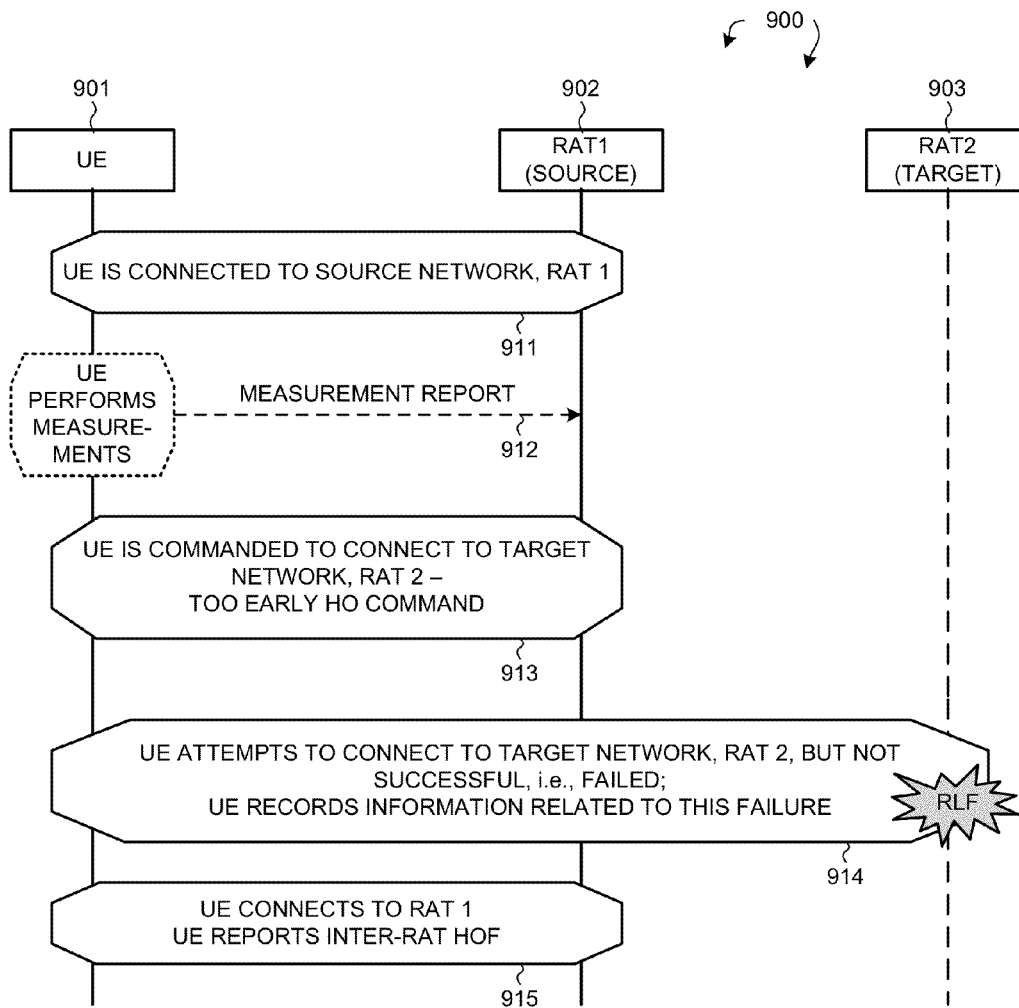 900
901
902
903
UE
RAT1
(SOURCE)
RAT2
(TARGET)
UE IS CONNECTED TO SOURCE NETWORK, RAT 1
911
UE
PERFORMS
MEASURE-
MENTS
MEASUREMENT REPORT
912
UE IS COMMANDED TO CONNECT TO TARGET
NETWORK, RAT 2 –
TOO EARLY HO COMMAND
913
UE ATTEMPTS TO CONNECT TO TARGET NETWORK, RAT 2, BUT NOT
SUCCESSFUL, i.e., FAILED;
UE RECORDS INFORMATION RELATED TO THIS FAILURE
RLF
914
UE CONNECTS TO RAT 1
UE REPORTS INTER-RAT HOF
915